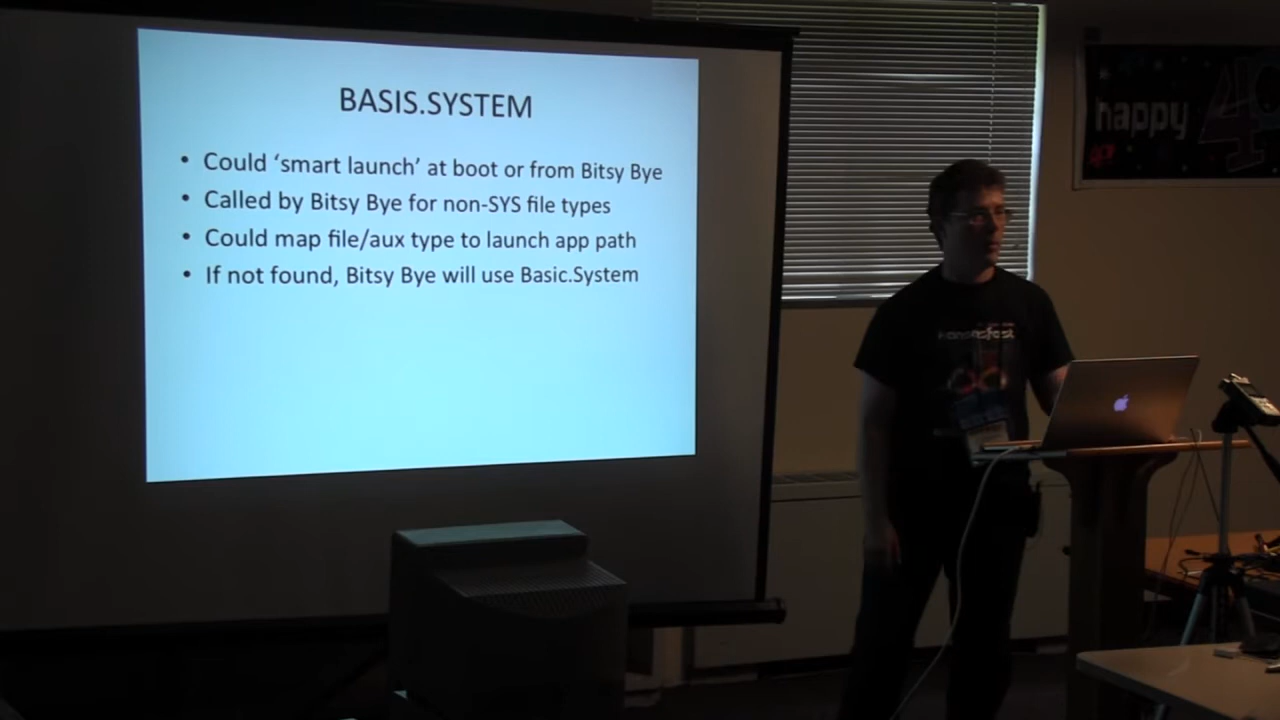 BASIS.SYSTEM
• Could ‘smart launch’ at boot or from Bitsy Bye
• Called by Bitsy Bye for non-SYS file types
• Could map file/aux type to launch app path
• If not found, Bitsy Bye will use Basic.System
happy